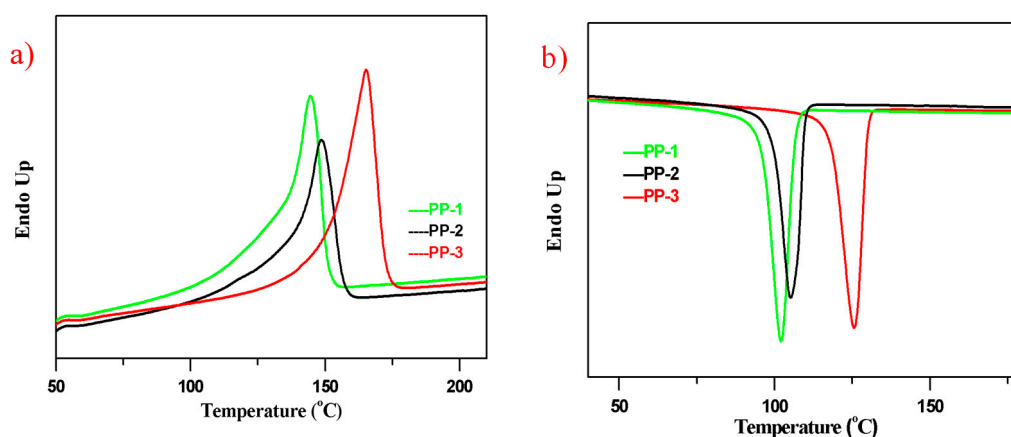 a)
Endo Up
----PP-1
----PP-2
----PP-3
50
100
150
200
Temperature (°C)
b)
Endo Up
PP-1
PP-2
PP-3
50
100
150
Temperature (°C)